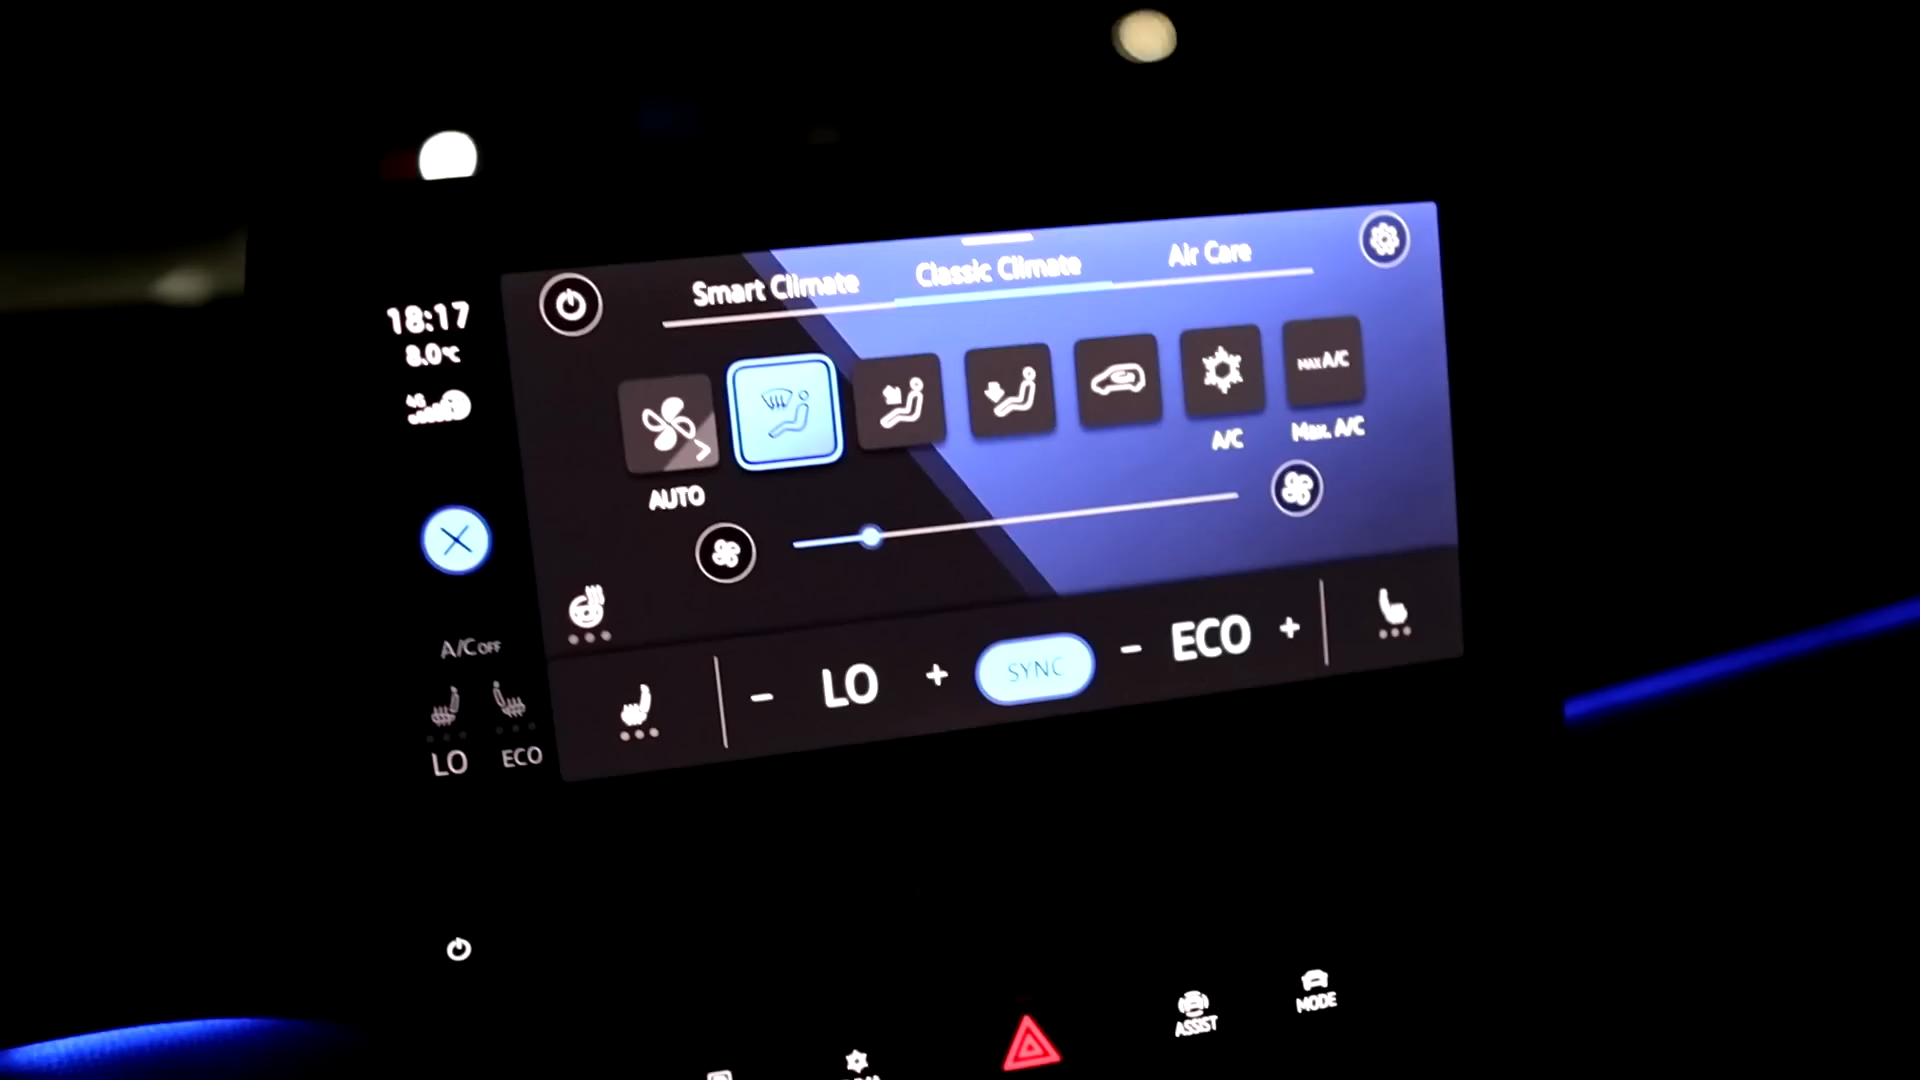 Smart Climate Classic Climate Air Care
18:17
8.0°C
4G
MAX A/C
A/C Max. A/C
AUTO
A/C OFF
LO SYNC ECO
LO ECO
ASSIST MODE